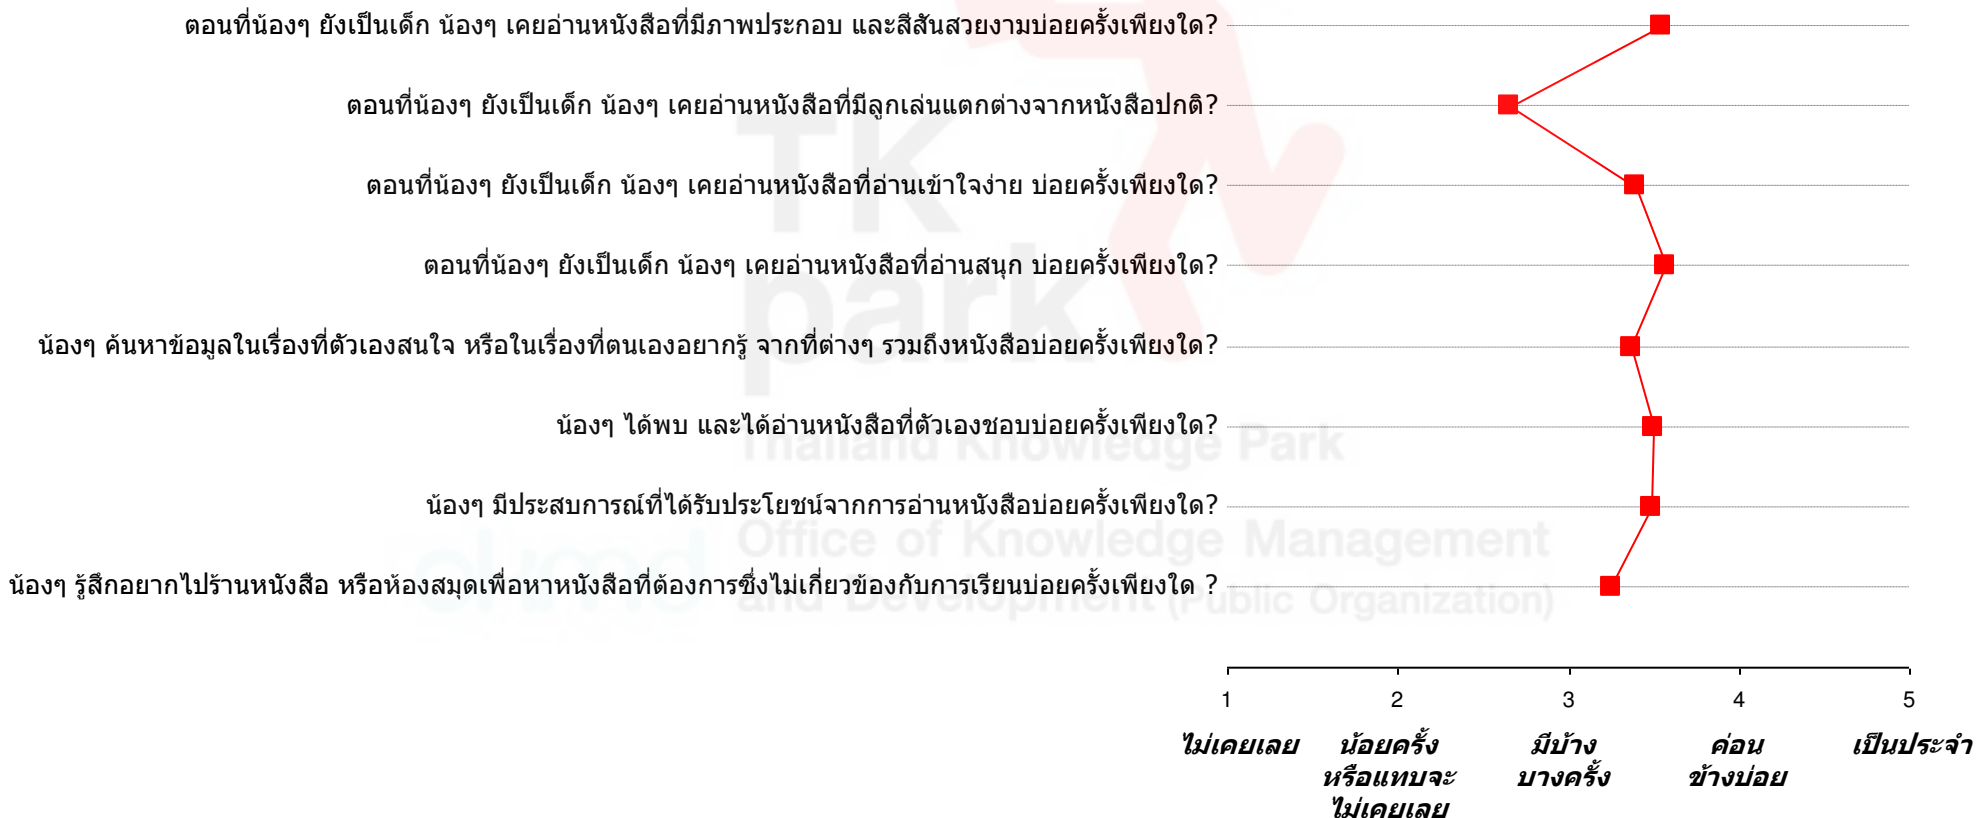 ตอนที่น้องๆ ยังเป็นเด็ก น้องๆ เคยอ่านหนังสือที่มีภาพประกอบ และสีสันสวยงามบ่อยครั้งเพียงใด?
ตอนที่น้องๆ ยังเป็นเด็ก น้องๆ เคยอ่านหนังสือที่มีลูกเล่นแตกต่างจากหนังสือปกติ?
ตอนที่น้องๆ ยังเป็นเด็ก น้องๆ เคยอ่านหนังสือที่อ่านเข้าใจง่าย บ่อยครั้งเพียงใด?
ตอนที่น้องๆ ยังเป็นเด็ก น้องๆ เคยอ่านหนังสือที่อ่านสนุก บ่อยครั้งเพียงใด?
น้องๆ ค้นหาข้อมูลในเรื่องที่ตัวเองสนใจ หรือในเรื่องที่ตนเองอยากรู้ จากที่ต่างๆ รวมถึงหนังสือบ่อยครั้งเพียงใด?
น้องๆ ได้พบ และได้อ่านหนังสือที่ตัวเองชอบบ่อยครั้งเพียงใด?
น้องๆ มีประสบการณ์ที่ได้รับประโยชน์จากการอ่านหนังสือบ่อยครั้งเพียงใด?
น้องๆ รู้สึกอยากไปร้านหนังสือ หรือห้องสมุดเพื่อหาหนังสือที่ต้องการซึ่งไม่เกี่ยวข้องกับการเรียนบ่อยครั้งเพียงใด ?
TK
park
Thailand Knowledge Park
okmd
Office of Knowledge Management
and Development (Public Organization)
1 2 3 4 5
ไม่เคยเลย น้อยครั้ง มีบ้าง ค่อน เป็นประจำ
หรือแทบจะ บางครั้ง ข้างบ่อย
ไม่เคยเลย